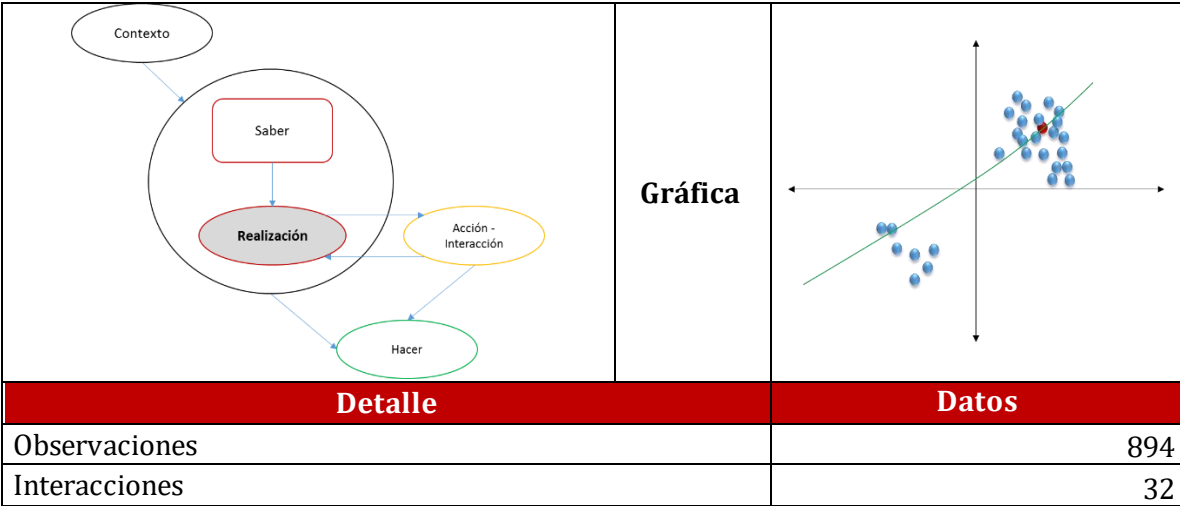 Contexto
Saber
Realización
Acción -
Interacción
Hacer
Gráfica
Detalle
Datos
Observaciones
894
Interacciones
32